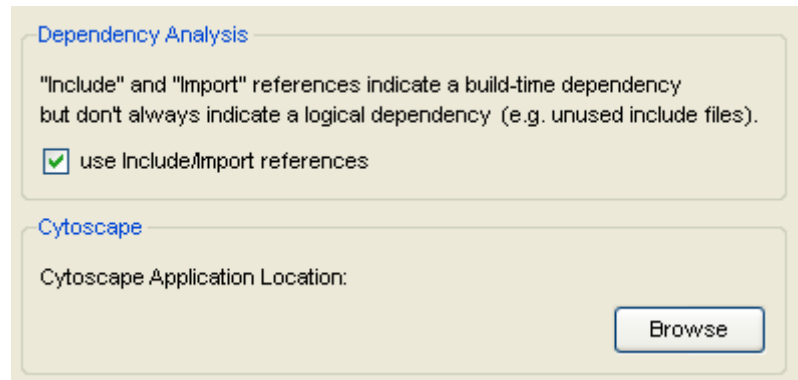 Dependency Analysis
"Include" and "Import" references indicate a build-time dependency
but don't always indicate a logical dependency (e.g. unused include files).
use Include/Import references
Cytoscape
Cytoscape Application Location:
Browse